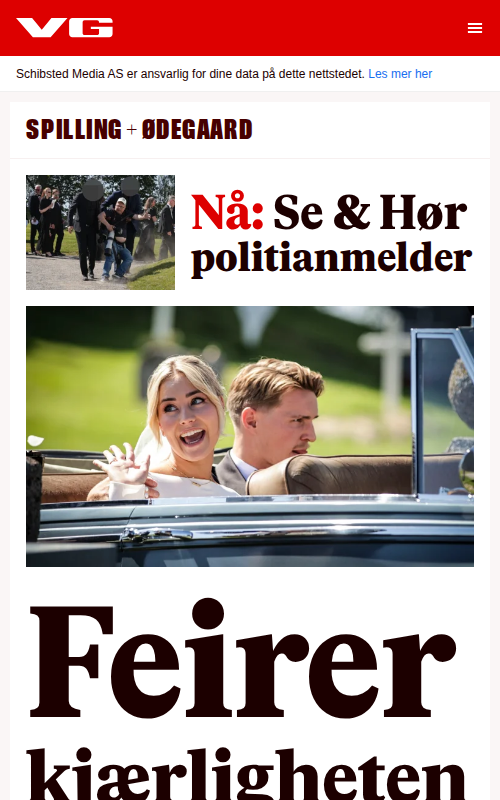 VG
Schibsted Media AS er ansvarlig for dine data på dette nettstedet. Les mer her
SPILLING + ØDEGAARD
Nå: Se & Hør
politianmelder
Feirer
kjærligheten